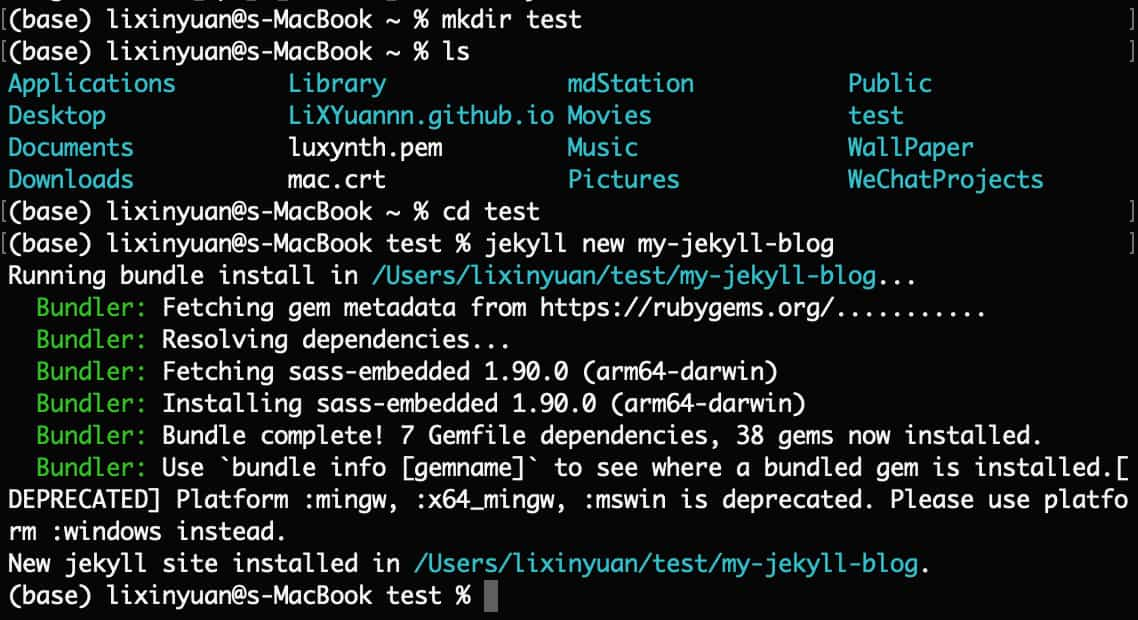 [(base) lixinyuan@s-MacBook ~ % mkdir test ]
[(base) lixinyuan@s-MacBook ~ % ls ]
Applications Library mdStation Public
Desktop LiXYuannn.github.io Movies test
Documents luxynth.pem Music WallPaper
Downloads mac.crt Pictures WeChatProjects
[(base) lixinyuan@s-MacBook ~ % cd test ]
[(base) lixinyuan@s-MacBook test % jekyll new my-jekyll-blog ]
Running bundle install in /Users/lixinyuan/test/my-jekyll-blog...
  Bundler: Fetching gem metadata from https://rubygems.org/...........
  Bundler: Resolving dependencies...
  Bundler: Fetching sass-embedded 1.90.0 (arm64-darwin)
  Bundler: Installing sass-embedded 1.90.0 (arm64-darwin)
  Bundler: Bundle complete! 7 Gemfile dependencies, 38 gems now installed.
  Bundler: Use `bundle info [gemname]` to see where a bundled gem is installed.[
DEPRECATED] Platform :mingw, :x64_mingw, :mswin is deprecated. Please use platfo
rm :windows instead.
New jekyll site installed in /Users/lixinyuan/test/my-jekyll-blog.
(base) lixinyuan@s-MacBook test %